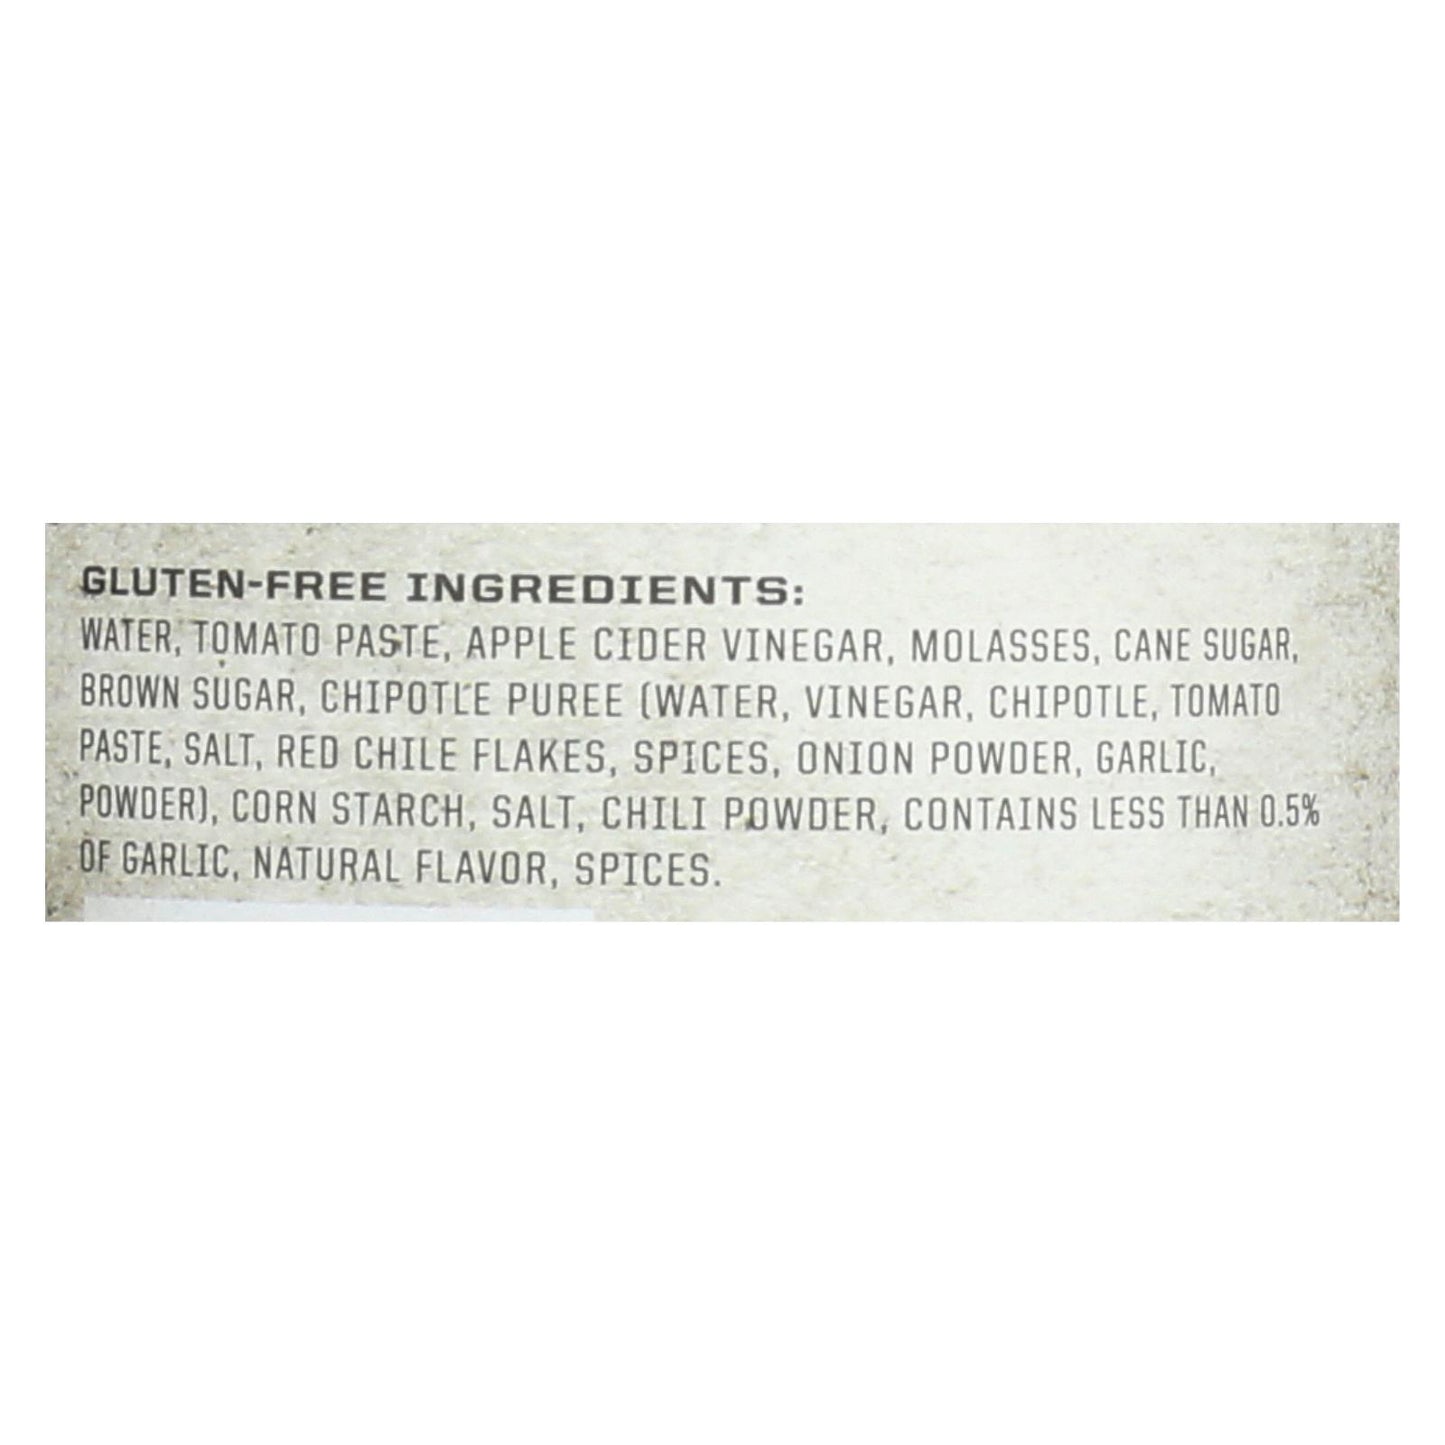 GLUTEN-FREE INGREDIENTS:
WATER, TOMATO PASTE, APPLE CIDER VINEGAR, MOLASSES, CANE SUGAR,
BROWN SUGAR, CHIPOTLE PUREE (WATER, VINEGAR, CHIPOTLE, TOMATO
PASTE, SALT, RED CHILE FLAKES, SPICES, ONION POWDER, GARLIC,
POWDER), CORN STARCH, SALT, CHILI POWDER, CONTAINS LESS THAN 0.5%
OF GARLIC, NATURAL FLAVOR, SPICES.